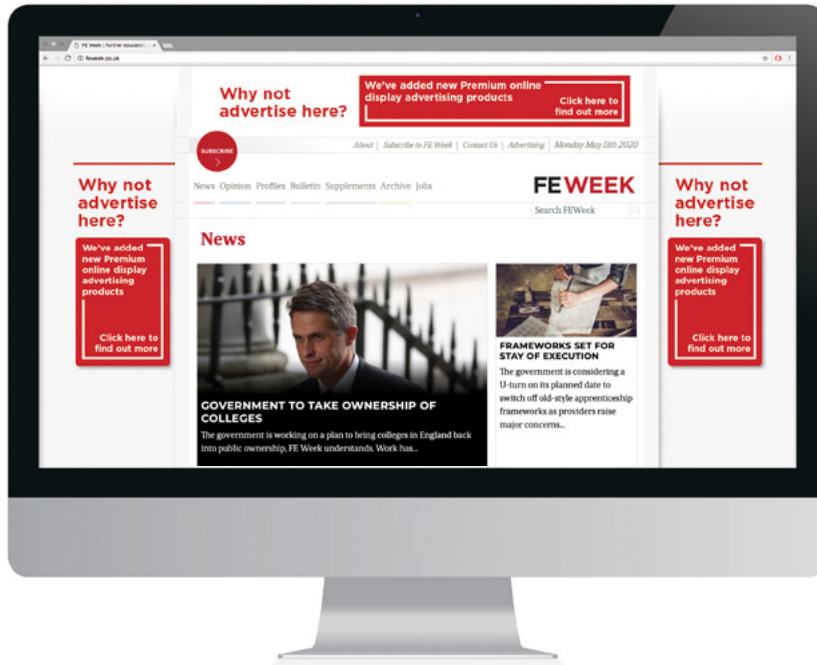 FE Week | Further education...
feweek.co.uk
Why not
advertise here?
We've added new Premium online
display advertising products
Click here to
find out more
SUBSCRIBE
About | Subscribe to FE Week | Contact Us | Advertising | Monday May 11th 2020
News Opinion Profiles Bulletin Supplements Archive Jobs
FEWEEK
Search FEWeek
Why not
advertise
here?
We've added
new Premium
online display
advertising
products
Click here to
find out more
News
GOVERNMENT TO TAKE OWNERSHIP OF
COLLEGES
The government is working on a plan to bring colleges in England back
into public ownership, FE Week understands. Work has...
FRAMEWORKS SET FOR
STAY OF EXECUTION
The government is considering a
U-turn on its planned date to
switch off old-style apprenticeship
frameworks as providers raise
major concerns...
Why not
advertise
here?
We've added
new Premium
online display
advertising
products
Click here to
find out more